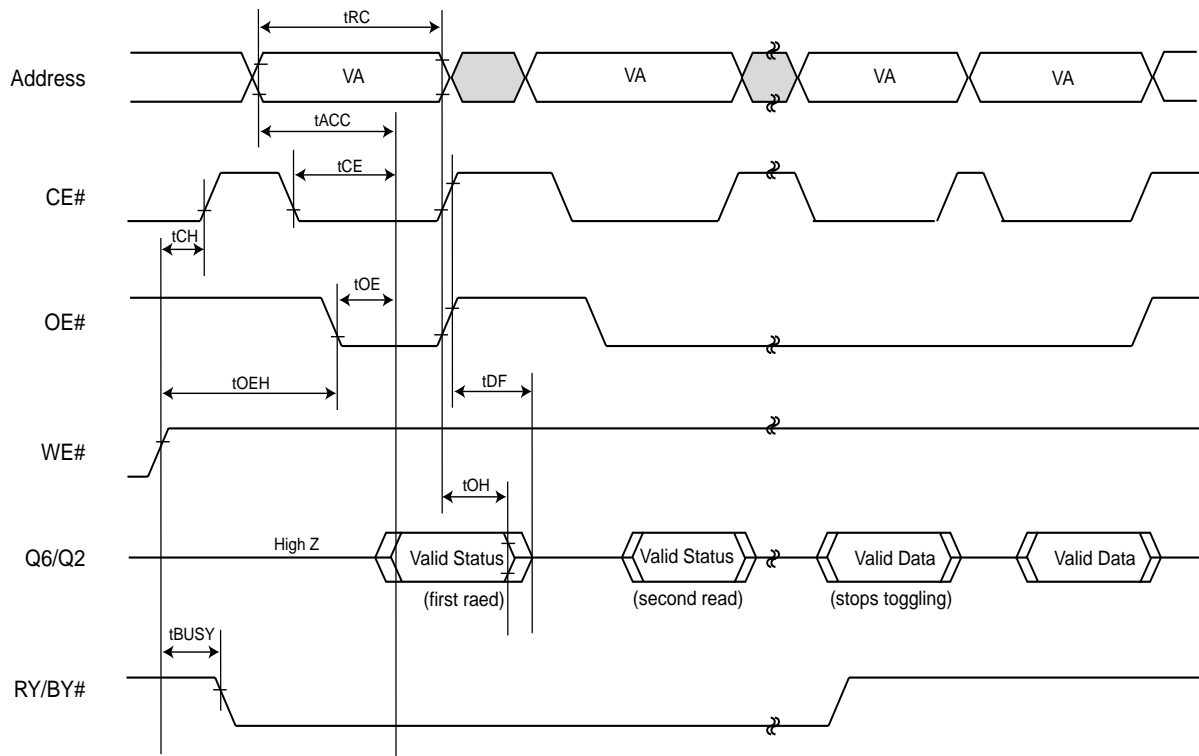 tRC
Address
VA
VA
VA
VA
tACC
tCE
CE#
tCH
tOE
OE#
tOEH
tDF
WE#
tOH
High Z
Q6/Q2
Valid Status
Valid Status
Valid Data
Valid Data
(first raed)
(second read)
(stops toggling)
tBUSY
RY/BY#